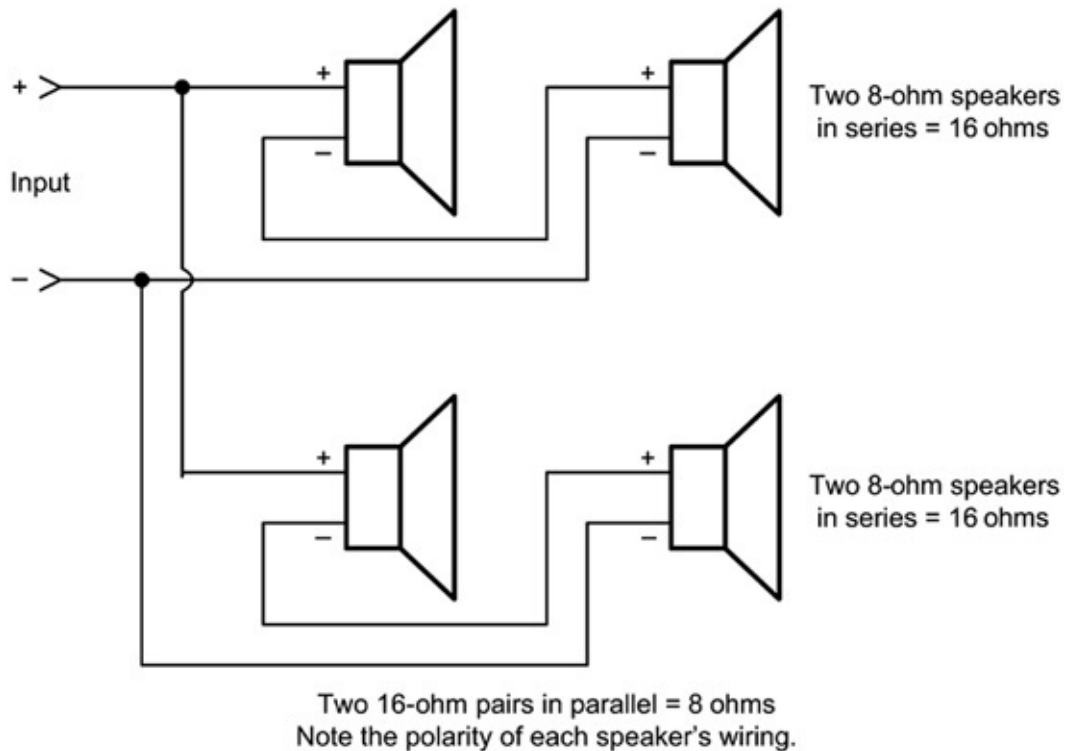 +
Input
–
+
–
+
–
Two 8-ohm speakers
in series = 16 ohms
+
–
+
–
Two 8-ohm speakers
in series = 16 ohms
Two 16-ohm pairs in parallel = 8 ohms
Note the polarity of each speaker's wiring.